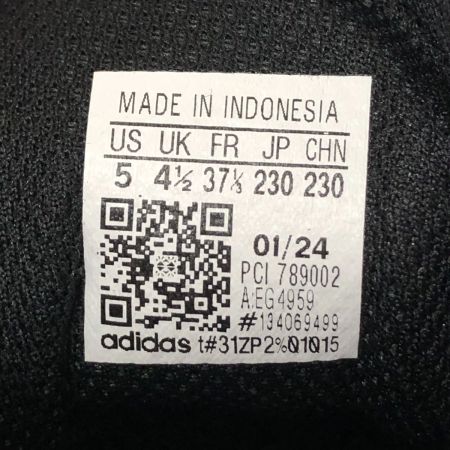 MADE IN INDONESIA
US UK FR JP CHN
5 4½ 37⅓ 230 230
01/24
PCI 789002
A:EG4959
#134069499
adidas t#31ZP2%Q1Q15